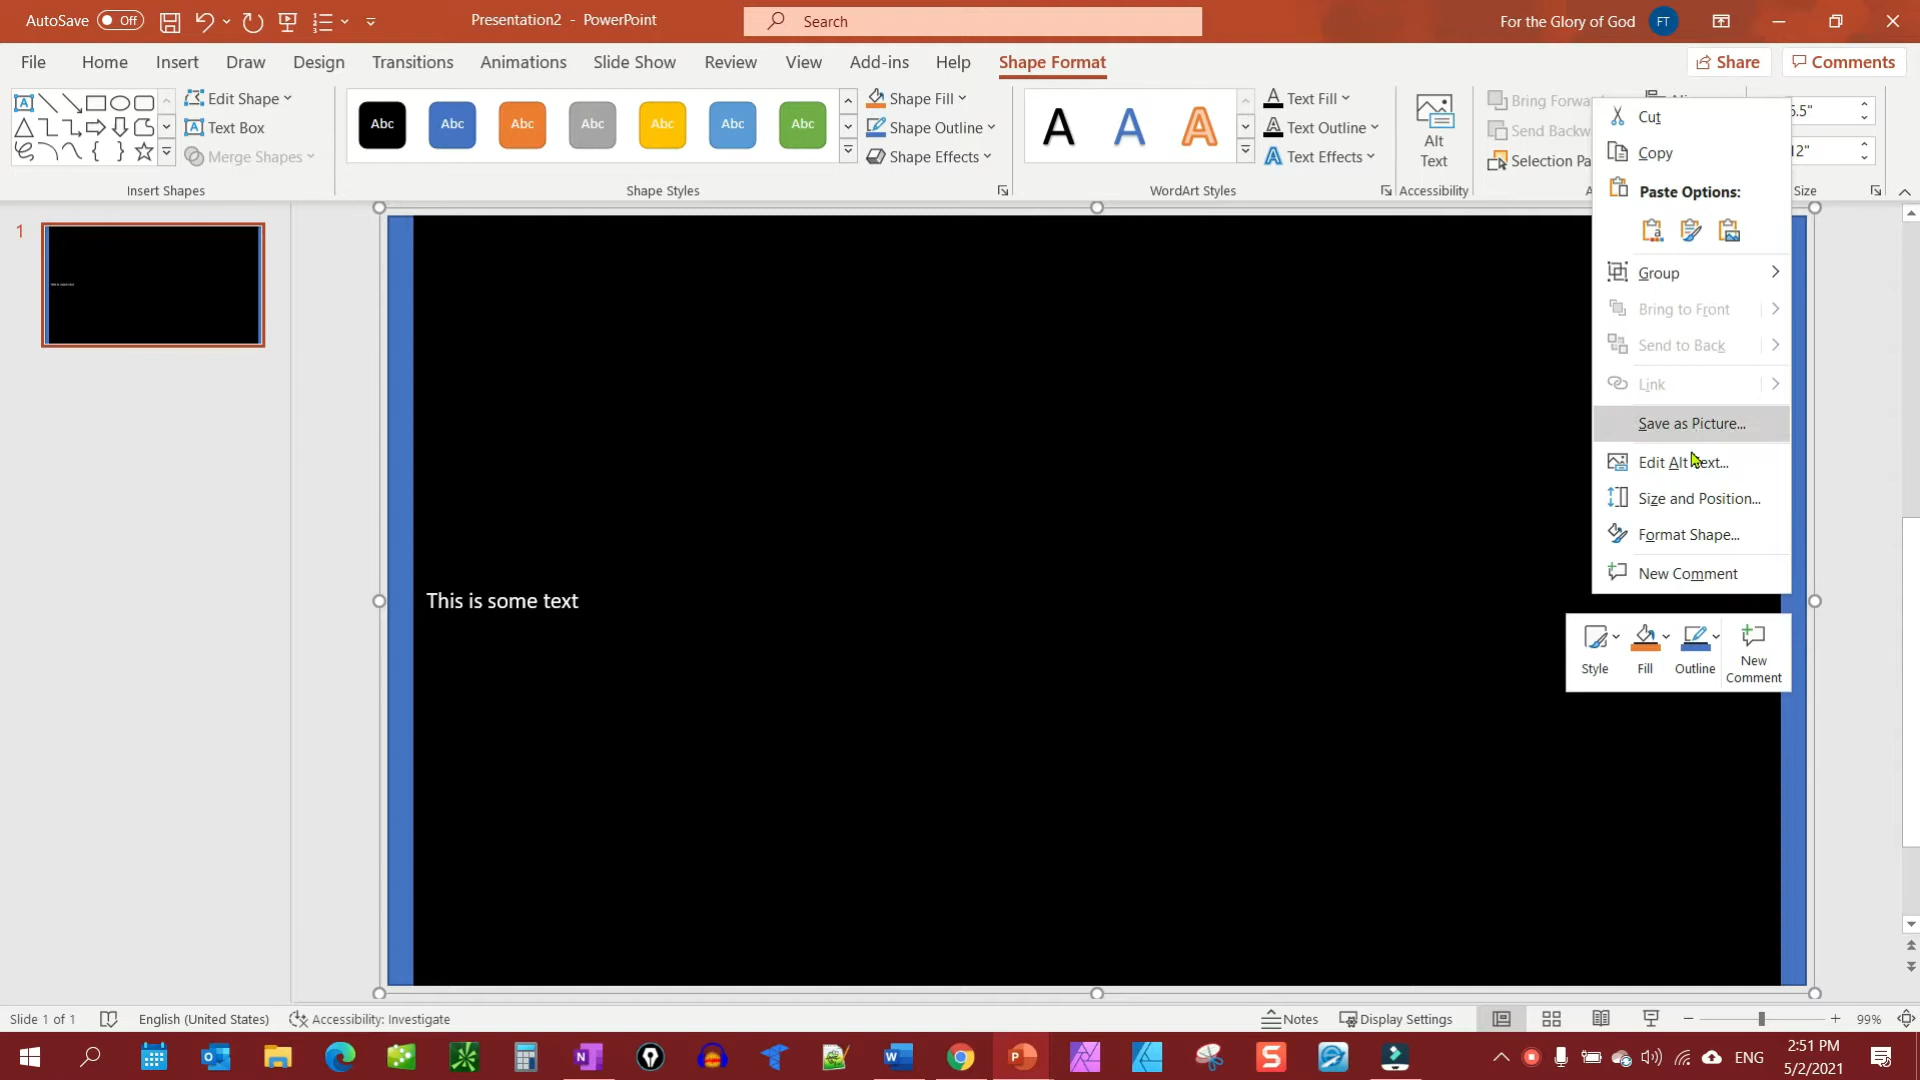 AutoSave Off Presentation2 - PowerPoint Search For the Glory of God FT
File Home Insert Draw Design Transitions Animations Slide Show Review View Add-ins Help Shape Format Share Comments
Edit Shape
Text Box
Merge Shapes
Insert Shapes
Abc Abc Abc Abc Abc Abc Abc
Shape Fill
Shape Outline
Shape Effects
Shape Styles
A A A
Text Fill
Text Outline
Text Effects
WordArt Styles
Alt
Text
Accessibility
Bring Forwa
Send Backw
Selection Pa
12"
Size
Cut
Copy
Paste Options:
Group
Bring to Front
Send to Back
Link
Save as Picture...
Edit Alt Text...
Size and Position...
Format Shape...
New Comment
Style Fill Outline New
Comment
1
This is some text
Slide 1 of 1 English (United States) Accessibility: Investigate Notes Display Settings 99%
ENG 2:51 PM
5/2/2021